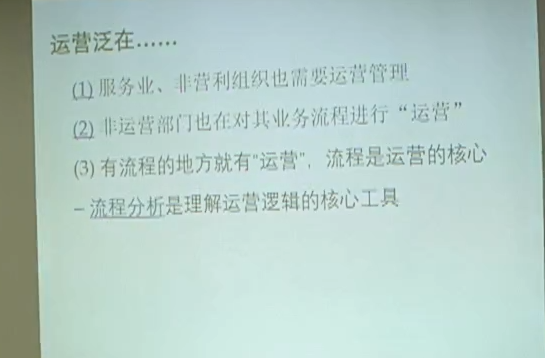 运营泛在……
(1) 服务业、非营利组织也需要运营管理
(2) 非运营部门也在对其业务流程进行“运营”
(3) 有流程的地方就有"运营"，流程是运营的核心
– 流程分析是理解运营逻辑的核心工具